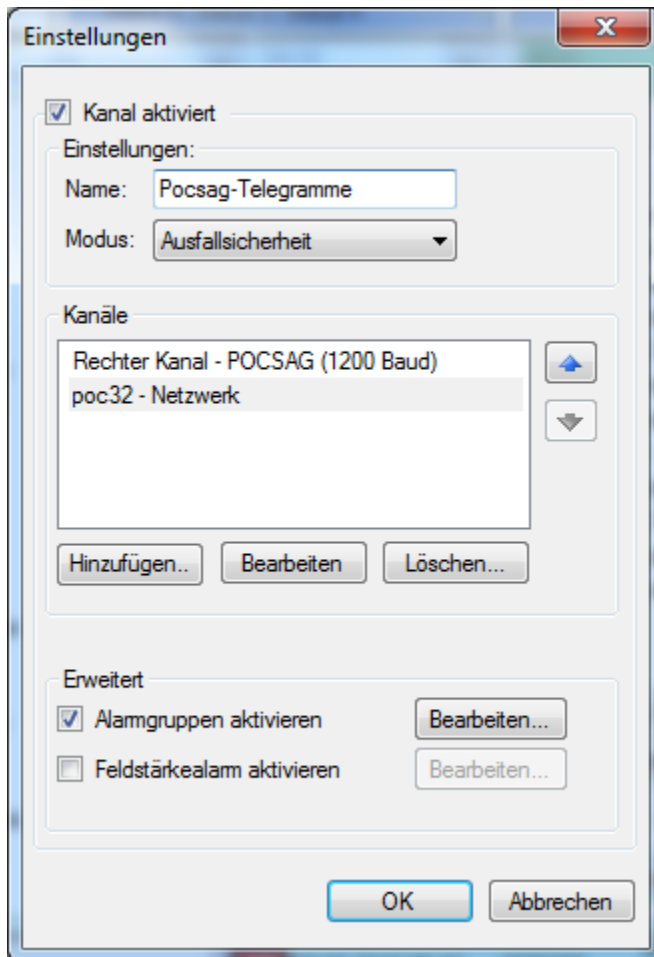 Einstellungen
Kanal aktiviert
Einstellungen:
Name: Pocsag-Telegramme
Modus: Ausfallsicherheit
Kanäle
Rechter Kanal - POCSAG (1200 Baud)
poc32 - Netzwerk
Hinzufügen.. Bearbeiten Löschen...
Erweitert
Alarmgruppen aktivieren Bearbeiten...
Feldstärkealarm aktivieren Bearbeiten...
OK Abbrechen